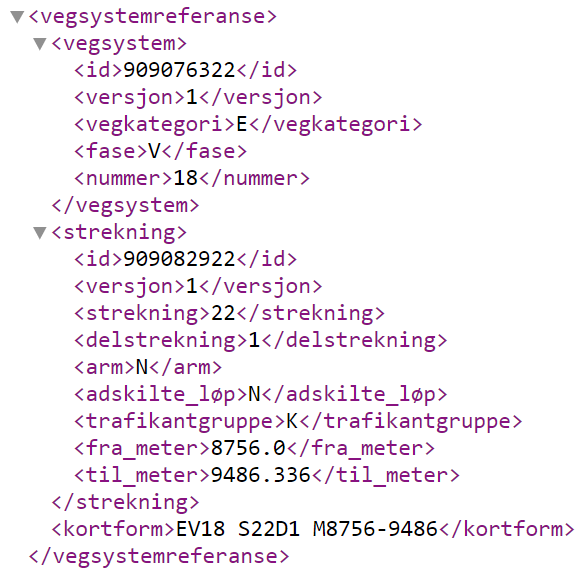 <vegsystemreferanse>
<vegsystem>
<id>909076322</id>
<versjon>1</versjon>
<vegkategori>E</vegkategori>
<fase>V</fase>
<nummer>18</nummer>
</vegsystem>
<strekning>
<id>909082922</id>
<versjon>1</versjon>
<strekning>22</strekning>
<delstrekning>1</delstrekning>
<arm>N</arm>
<adskilte_løp>N</adskilte_løp>
<trafikantgruppe>K</trafikantgruppe>
<fra_meter>8756.0</fra_meter>
<til_meter>9486.336</til_meter>
</strekning>
<kortform>EV18 S22D1 M8756-9486</kortform>
</vegsystemreferanse>